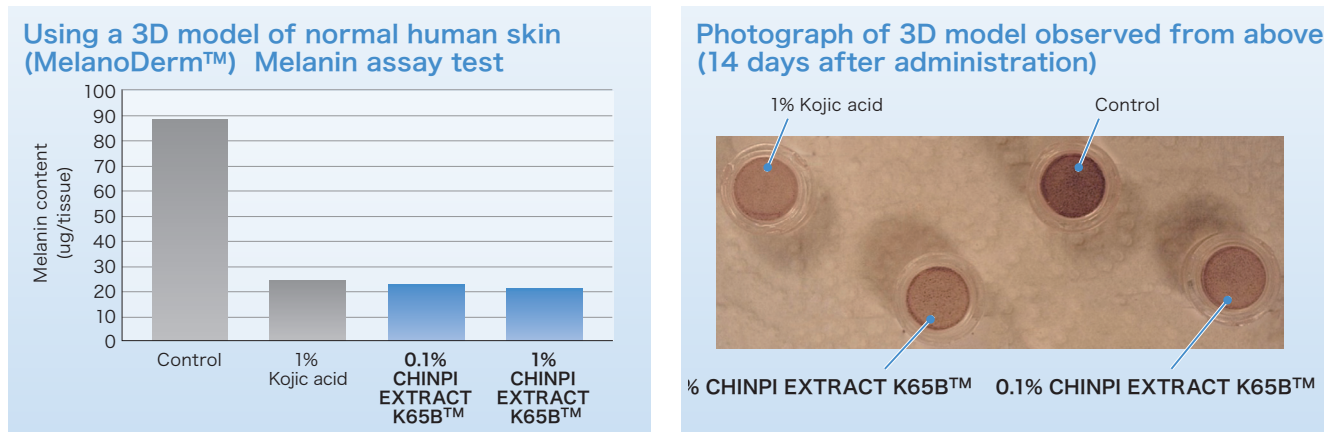 Using a 3D model of normal human skin
(MelanoDerm™) Melanin assay test
Melanin content
(ug/tissue)
100
90
80
70
60
50
40
30
20
10
0
Control
1%
Kojic acid
0.1%
CHINPI
EXTRACT
K65B™
1%
CHINPI
EXTRACT
K65B™
Photograph of 3D model observed from above
(14 days after administration)
1% Kojic acid
Control
% CHINPI EXTRACT K65B™
0.1% CHINPI EXTRACT K65B™